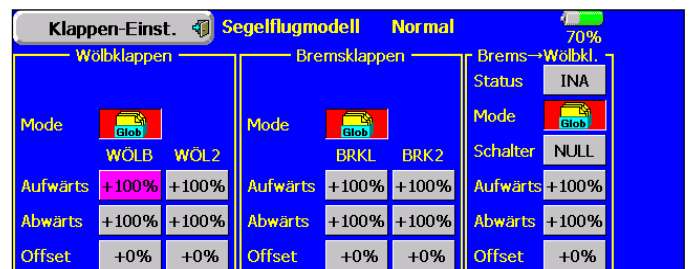 Klappen-Einst. Segelflugmodell Normal 70%
Wölbklappen Bremsklappen Brems→Wölbkl.
Status INA
Mode Glob Mode Glob Mode Glob
WÖLB WÖL2 BRKL BRK2 Schalter NULL
Aufwärts +100% +100% Aufwärts +100% +100% Aufwärts +100%
Abwärts +100% +100% Abwärts +100% +100% Abwärts +100%
Offset +0% +0% Offset +0% +0% Offset +0%